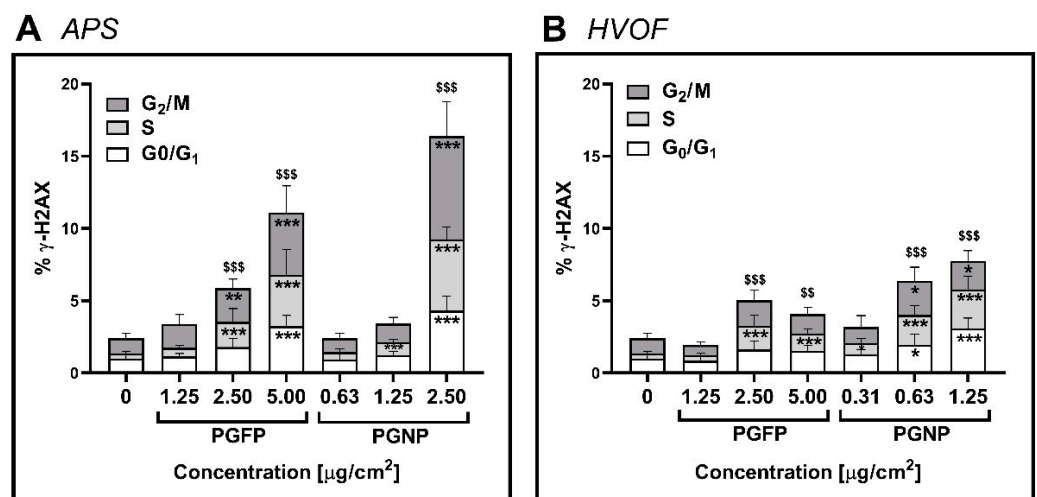 A APS
20
15
10
5
0
% γ-H2AX
G₂/M
S
G0/G₁
$$$
$$$
$$$
**
***
***
***
***
***
***
***
***
0 1.25 2.50 5.00 0.63 1.25 2.50
PGFP PGNP
Concentration [μg/cm²]
B HVOF
20
15
10
5
0
% γ-H2AX
G₂/M
S
G₀/G₁
$$$
$$
$$$
$$$
***
***
*
*
***
*
*
***
***
0 1.25 2.50 5.00 0.31 0.63 1.25
PGFP PGNP
Concentration [μg/cm²]